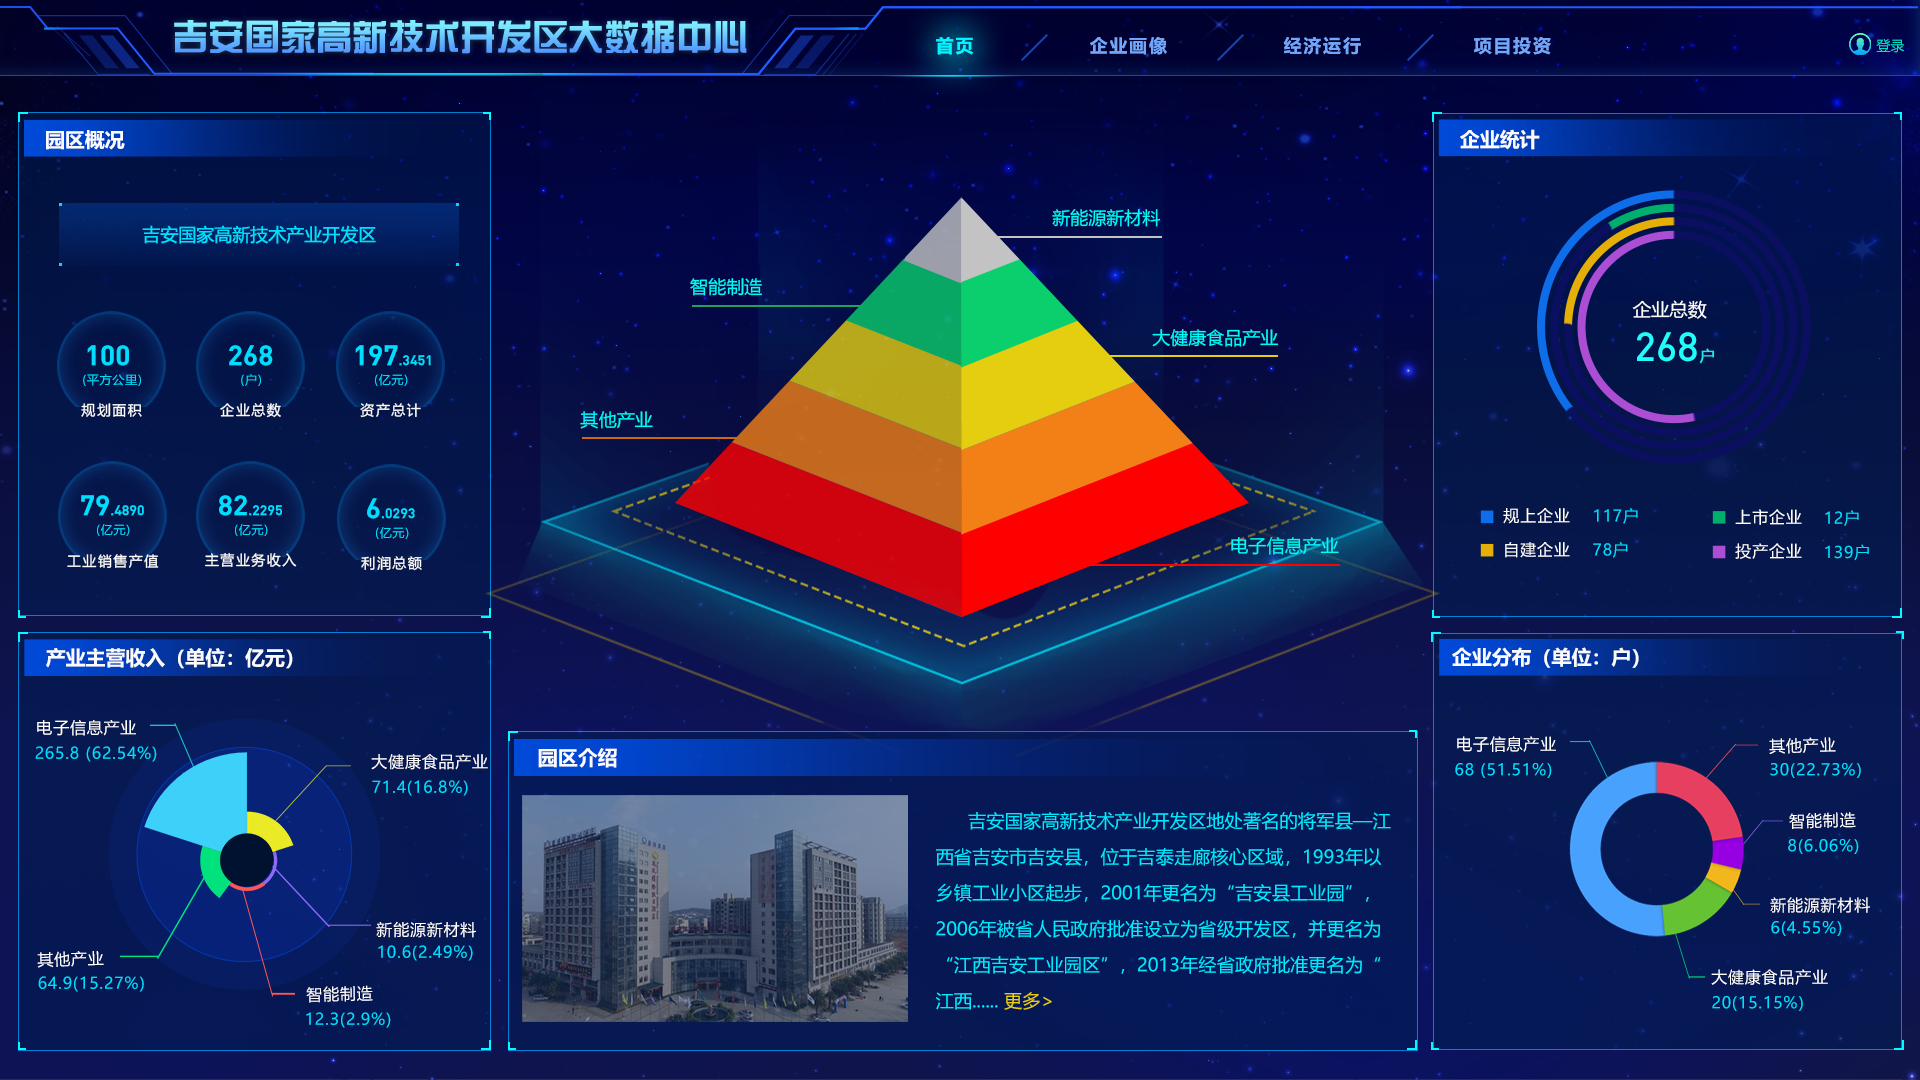 吉安国家高新技术开发区大数据中心
首页
企业画像
经济运行
项目投资
登录
园区概况
吉安国家高新技术产业开发区
100
(平方公里)
规划面积
268
(户)
企业总数
197.3451
(亿元)
资产总计
79.4890
(亿元)
工业销售产值
82.2295
(亿元)
主营业务收入
6.0293
(亿元)
利润总额
产业主营收入（单位：亿元）
电子信息产业
265.8 (62.54%)
大健康食品产业
71.4(16.8%)
新能源新材料
10.6(2.49%)
其他产业
64.9(15.27%)
智能制造
12.3(2.9%)
新能源新材料
智能制造
大健康食品产业
其他产业
电子信息产业
园区介绍
吉安国家高新技术产业开发区地处著名的将军县—江
西省吉安市吉安县，位于吉泰走廊核心区域，1993年以
乡镇工业小区起步，2001年更名为“吉安县工业园”，
2006年被省人民政府批准设立为省级开发区，并更名为
“江西吉安工业园区”，2013年经省政府批准更名为“
江西...... 更多>
企业统计
企业总数
268户
规上企业 117户
上市企业 12户
自建企业 78户
投产企业 139户
企业分布（单位：户）
电子信息产业
68 (51.51%)
其他产业
30(22.73%)
智能制造
8(6.06%)
新能源新材料
6(4.55%)
大健康食品产业
20(15.15%)